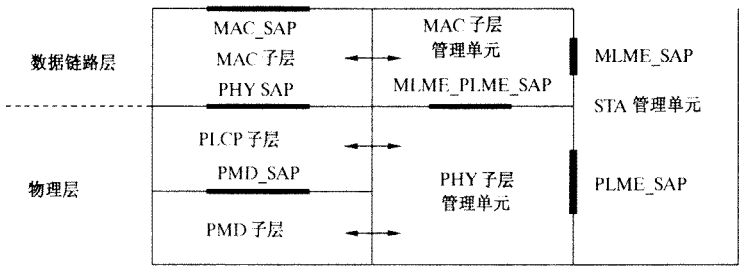 MAC_SAP
MAC 子层
管理单元
数据链路层
MAC 子层
MLME_SAP
PHY SAP
MLME_PLME_SAP
STA 管理单元
PLCP 子层
物理层
PMD_SAP
PHY 子层
管理单元
PLME_SAP
PMD 子层